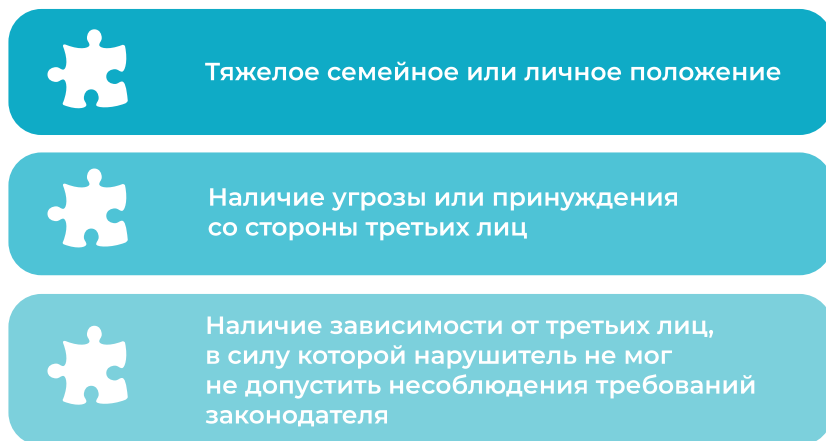 Тяжелое семейное или личное положение
Наличие угрозы или принуждения
со стороны третьих лиц
Наличие зависимости от третьих лиц,
в силу которой нарушитель не мог
не допустить несоблюдения требований
законодателя